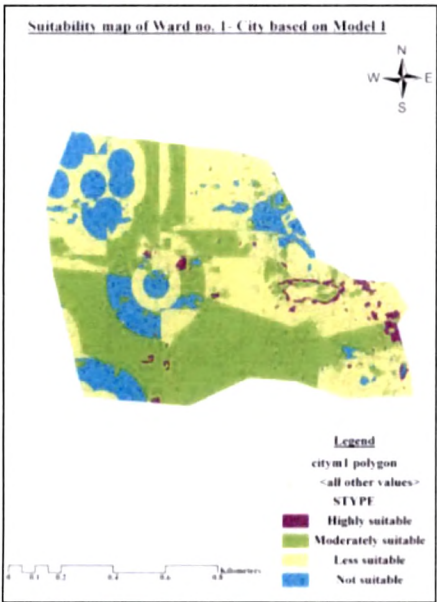 Suitability map of Ward no. 1- City based on Model 1
N
W E
S
Legend
citym1 polygon
<all other values>
STYPE
Highly suitable
Moderately suitable
Less suitable
Not suitable
Kilometers
0 0.1 0.2 0.4 0.6 0.8